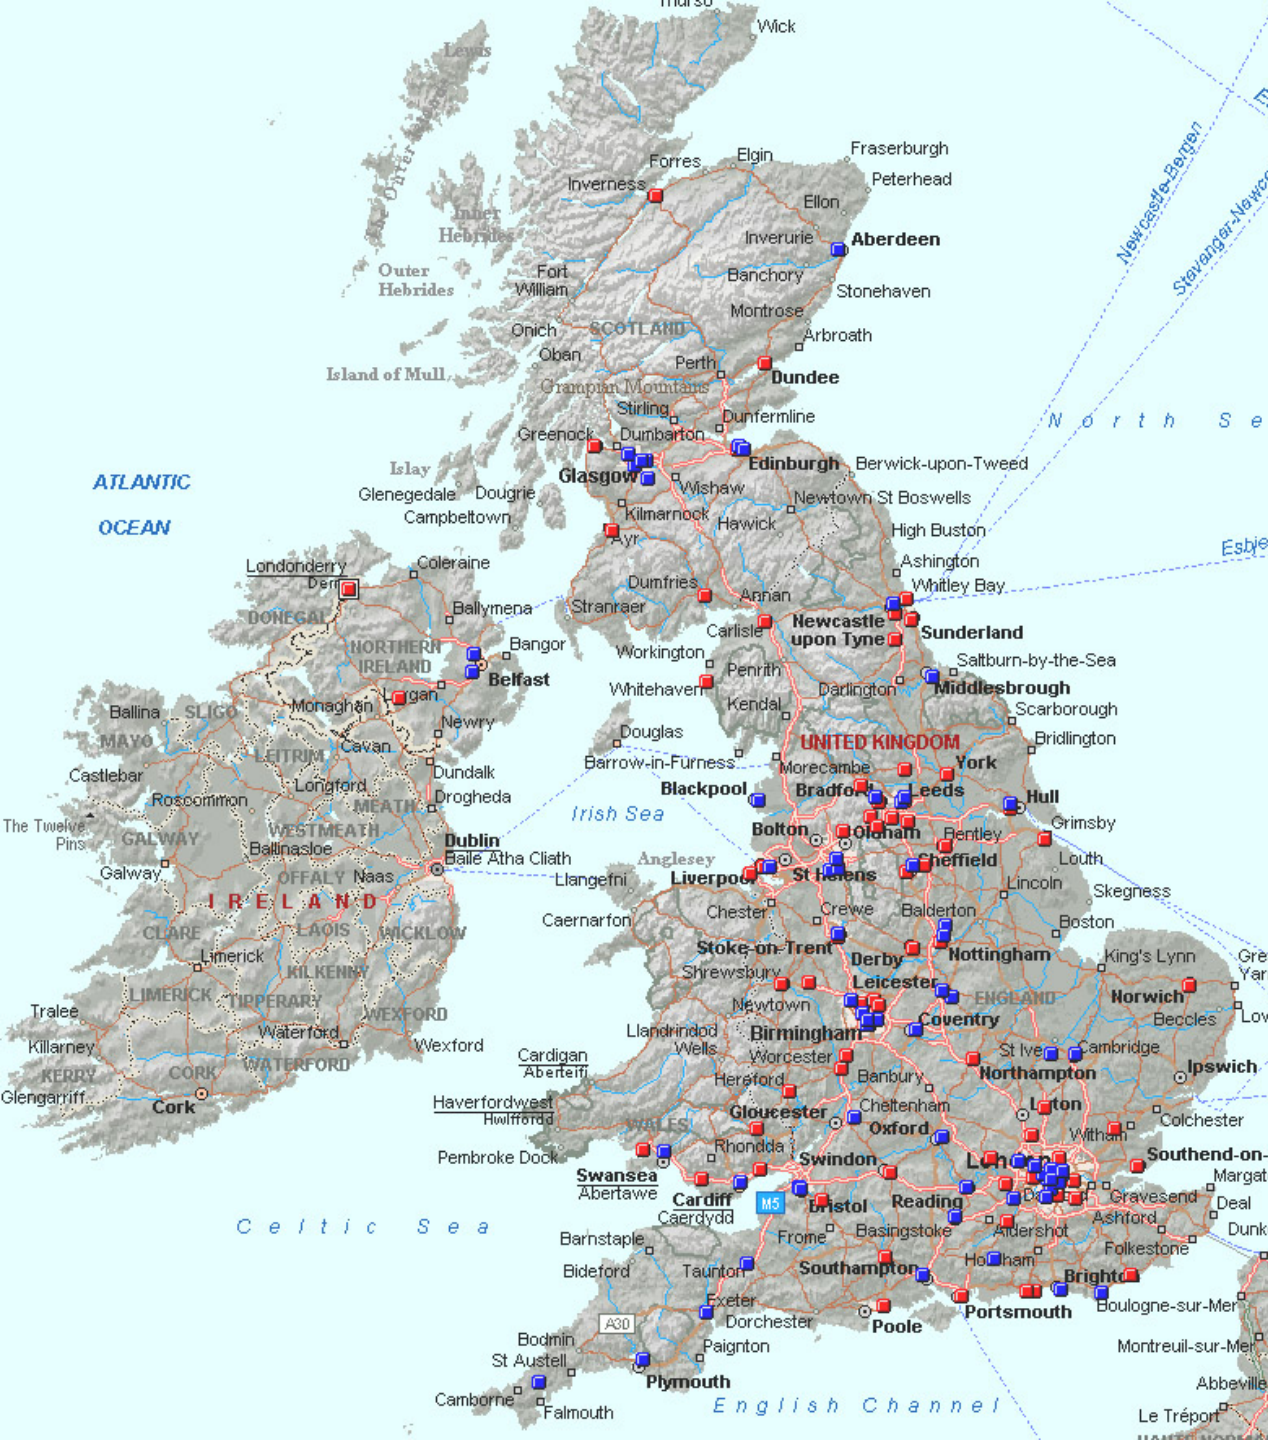 Thurso
Wick
Lewis
The Outer
Forres
Elgin
Fraserburgh
Peterhead
Inverness
Ellon
Inner
Hebrides
Inverurie
Aberdeen
Newcastle-Bergen
Stavanger-Newc
Outer
Hebrides
Fort
William
Banchory
Stonehaven
Montrose
Onich
SCOTLAND
Arbroath
Oban
Perth
Island of Mull
Dundee
Grampian Mountains
Stirling
Dunfermline
North Se
Greenock
Dumbarton
Edinburgh
Berwick-upon-Tweed
Islay
Glasgow
Wishaw
ATLANTIC
OCEAN
Glenegedale
Dougrie
Newtown St Boswells
Campbeltown
Kilmarnock
Hawick
High Buston
Ayr
Esbje
Londonderry
Derry
Coleraine
Ashington
Dumfries
Annan
Whitley Bay
DONEGAL
Ballymena
Stranraer
Newcastle
upon Tyne
Carlisle
Sunderland
NORTHERN
IRELAND
Bangor
Workington
Penrith
Saltburn-by-the-Sea
Belfast
Whitehaven
Darlington
Middlesbrough
Lurgan
Monaghan
Ballina
SLIGO
Kendal
Scarborough
Newry
MAYO
Cavan
Douglas
UNITED KINGDOM
Bridlington
LEITRIM
Barrow-in-Furness
Morecambe
York
Castlebar
Longford
Dundalk
Blackpool
Bradford
Leeds
Hull
Roscommon
MEATH
Drogheda
Irish Sea
The Twelve
Pins
GALWAY
WESTMEATH
Bolton
Oldham
Bentley
Grimsby
Ballinasloe
Dublin
Baile Atha Cliath
Anglesey
Sheffield
Louth
Galway
OFFALY
Naas
Llangefni
Liverpool
St Helens
Lincoln
Skegness
IRELAND
Caernarfon
Chester
Crewe
Balderton
Boston
CLARE
LAOIS
WICKLOW
Stoke-on-Trent
Derby
Nottingham
King's Lynn
Gre
Yar
Limerick
KILKENNY
Shrewsbury
Leicester
ENGLAND
Norwich
LIMERICK
TIPPERARY
Newtown
Beccles
Low
Tralee
WEXFORD
Waterford
Llandrindod
Wells
Birmingham
Coventry
Killarney
Wexford
Cardigan
Aberteifi
Worcester
St Ive
Cambridge
KERRY
CORK
WATERFORD
Hereford
Banbury
Northampton
Ipswich
Glengarriff
Cork
Haverfordwest
Hwlffordd
Gloucester
Cheltenham
Luton
Colchester
WALES
Oxford
Witham
Pembroke Dock
Rhondda
Swindon
London
Southend-on-
Swansea
Abertawe
Cardiff
Caerdydd
M5
Bristol
Reading
Gravesend
Margat
Deal
Celtic Sea
Barnstaple
Frome
Basingstoke
Aldershot
Ashford
Dunk
Bideford
Taunton
Southampton
Horsham
Folkestone
Brighton
Exeter
Portsmouth
Boulogne-sur-Mer
A30
Dorchester
Poole
Bodmin
Paignton
Montreuil-sur-Mer
St Austell
Plymouth
Abbeville
Camborne
Falmouth
English Channel
Le Tréport